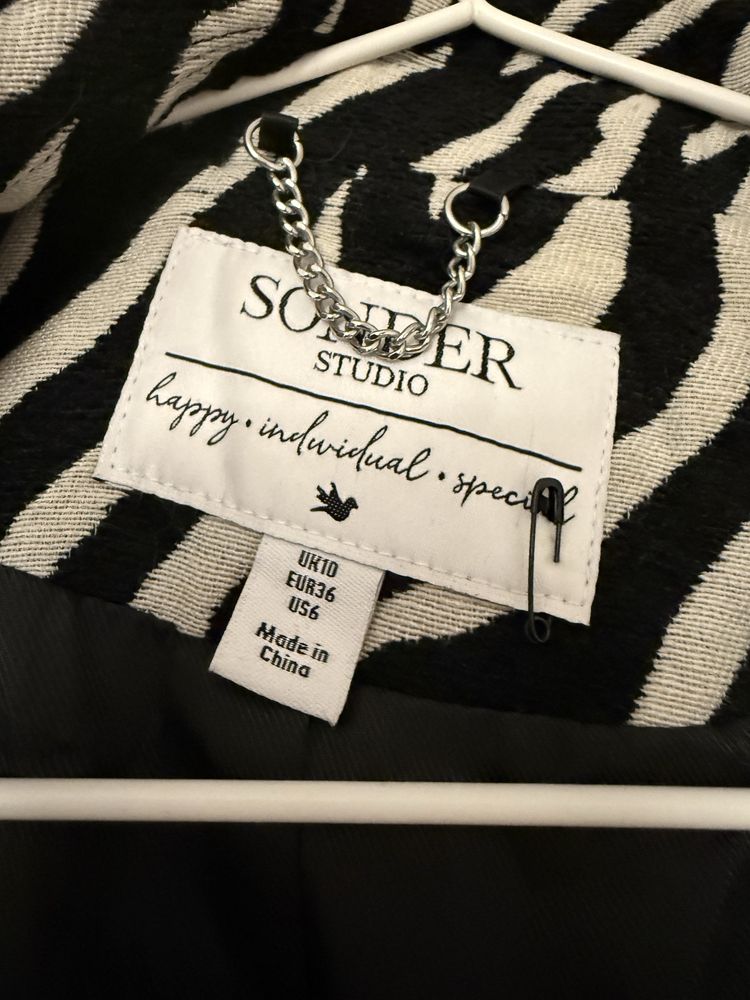 SONDER
STUDIO
happy • individual • special
UK10
EUR36
US6
Made in
China